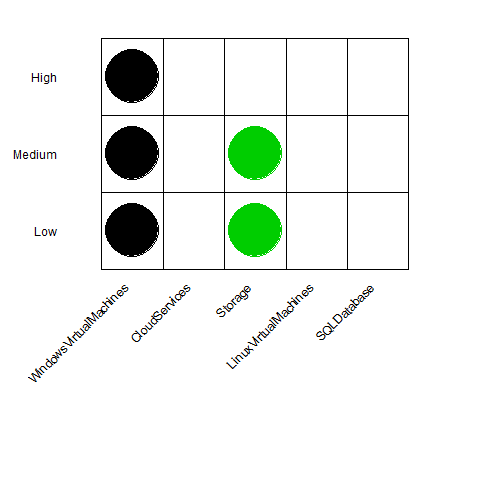 High
Medium
Low
WindowsVirtualMachines
CloudServices
Storage
LinuxVirtualMachines
SQLDatabase